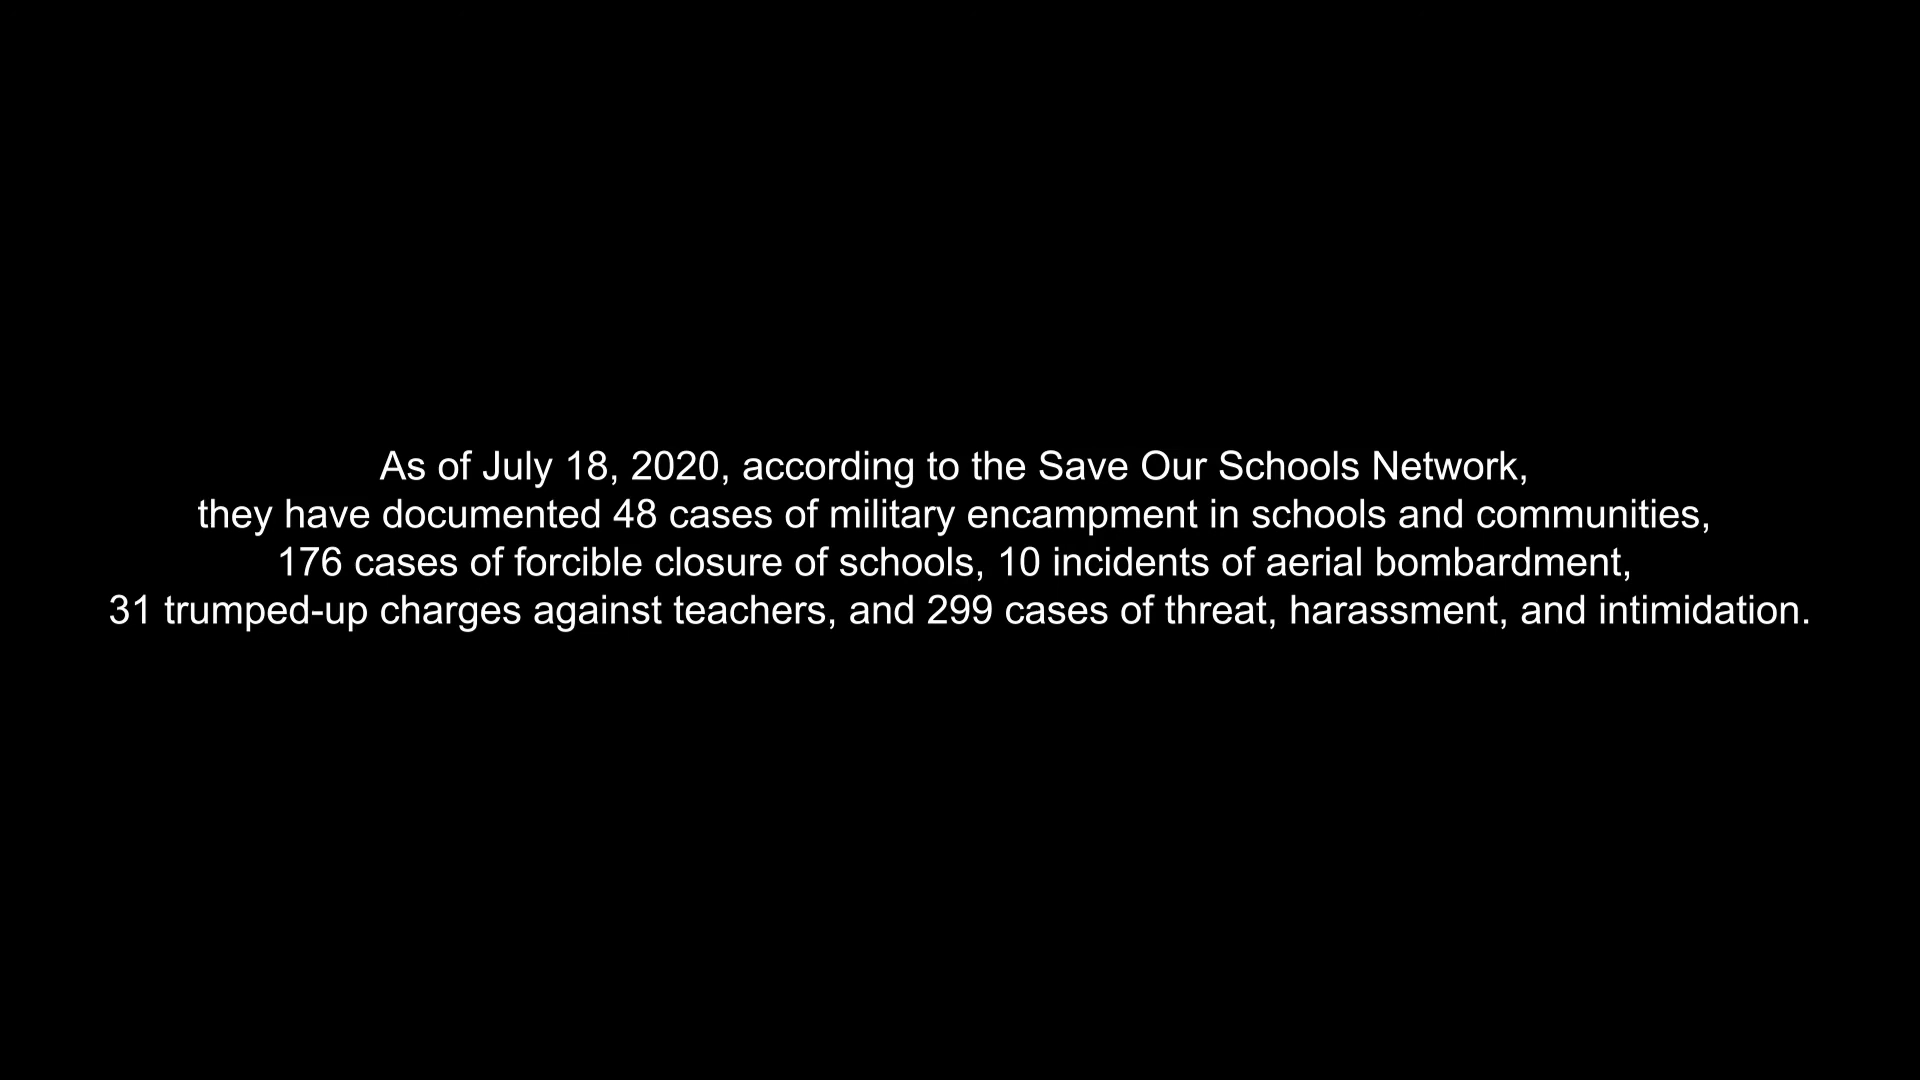 As of July 18, 2020, according to the Save Our Schools Network,
they have documented 48 cases of military encampment in schools and communities,
176 cases of forcible closure of schools, 10 incidents of aerial bombardment,
31 trumped-up charges against teachers, and 299 cases of threat, harassment, and intimidation.